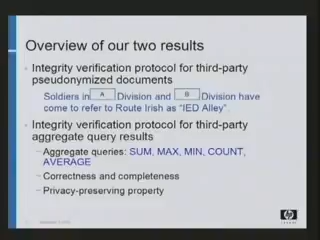 Overview of our two results
Integrity verification protocol for third-party
pseudonymized documents
Soldiers in A Division and B Division have
come to refer to Route Irish as "IED Alley".
Integrity verification protocol for third-party
aggregate query results
–Aggregate queries: SUM, MAX, MIN, COUNT,
AVERAGE
–Correctness and completeness
–Privacy-preserving property
hp